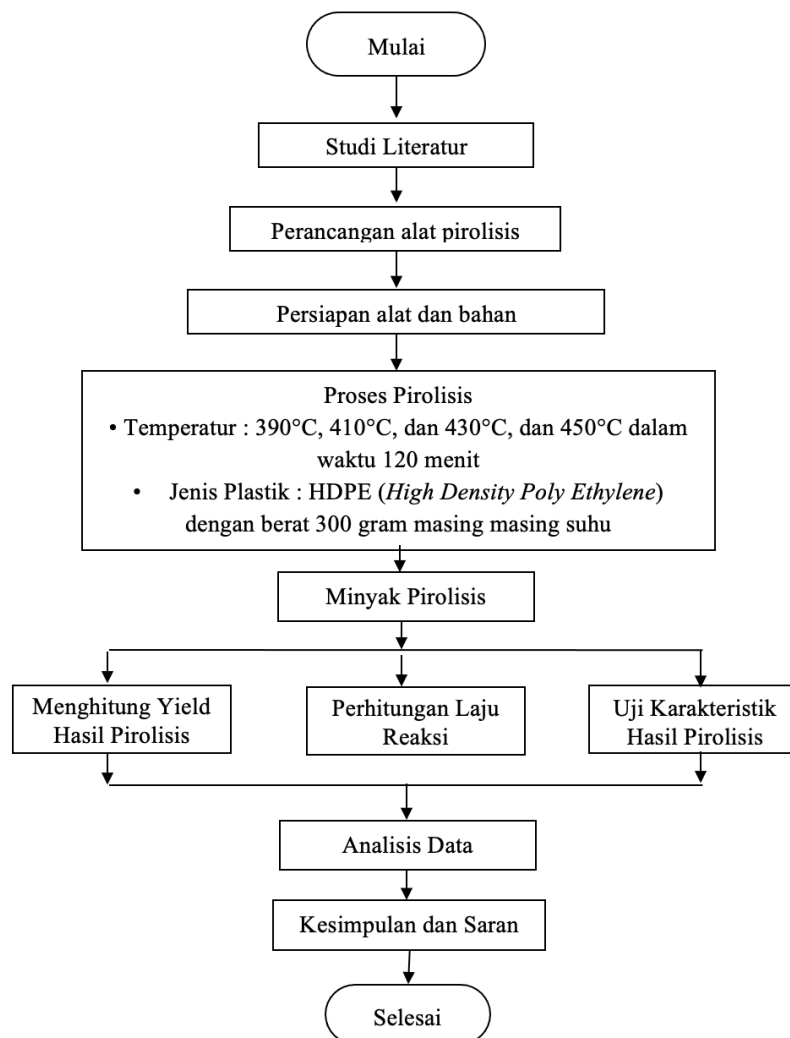 Mulai
Studi Literatur
Perancangan alat pirolisis
Persiapan alat dan bahan
Proses Pirolisis
• Temperatur : 390°C, 410°C, dan 430°C, dan 450°C dalam
waktu 120 menit
• Jenis Plastik : HDPE (High Density Poly Ethylene)
dengan berat 300 gram masing masing suhu
Minyak Pirolisis
Menghitung Yield
Hasil Pirolisis
Perhitungan Laju
Reaksi
Uji Karakteristik
Hasil Pirolisis
Analisis Data
Kesimpulan dan Saran
Selesai